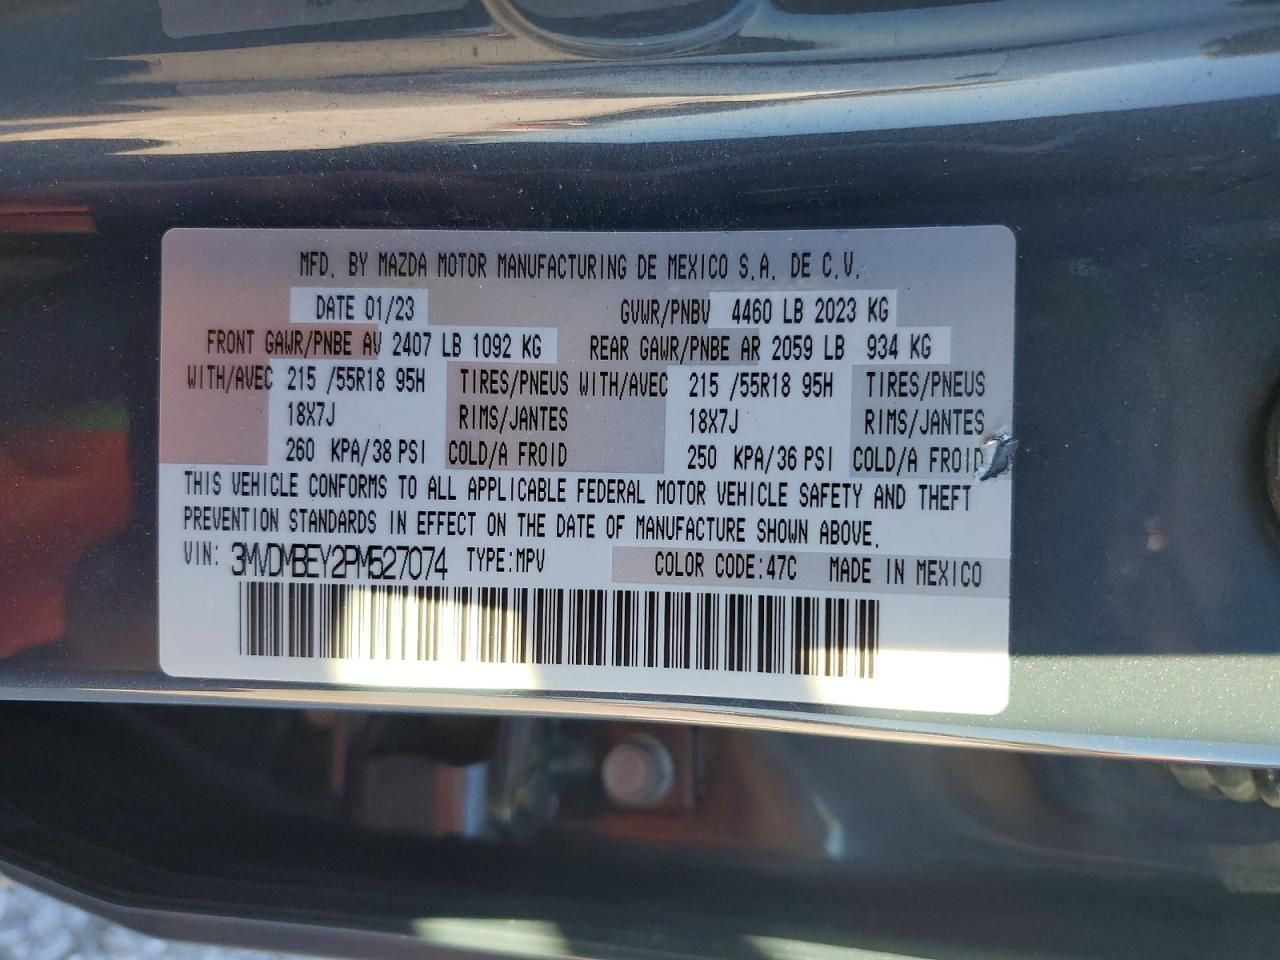 MFD. BY MAZDA MOTOR MANUFACTURING DE MEXICO S.A. DE C.V.
DATE 01/23 GVWR/PNBV 4460 LB 2023 KG
FRONT GAWR/PNBE AV 2407 LB 1092 KG REAR GAWR/PNBE AR 2059 LB 934 KG
WITH/AVEC 215 /55R18 95H TIRES/PNEUS WITH/AVEC 215 /55R18 95H TIRES/PNEUS
18X7J RIMS/JANTES 18X7J RIMS/JANTES
260 KPA/38 PSI COLD/A FROID 250 KPA/36 PSI COLD/A FROID
THIS VEHICLE CONFORMS TO ALL APPLICABLE FEDERAL MOTOR VEHICLE SAFETY AND THEFT
PREVENTION STANDARDS IN EFFECT ON THE DATE OF MANUFACTURE SHOWN ABOVE.
VIN: 3MVDMBEY2PM527074 TYPE:MPV COLOR CODE:47C MADE IN MEXICO